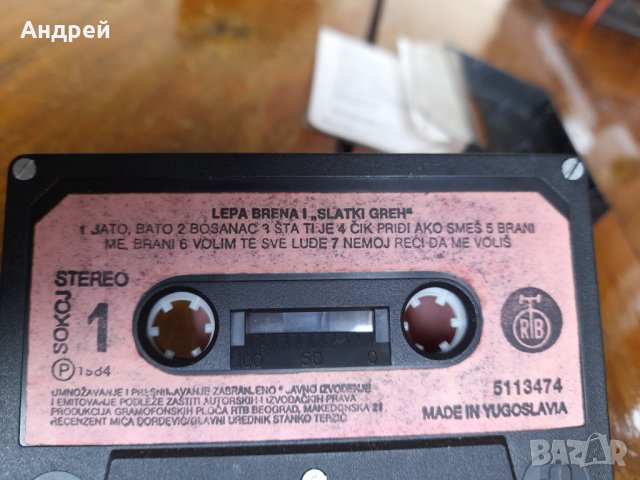 Андрей
LEPA BRENA I „SLATKI GREH“
1 JATO, BATO 2 BOSANAC 3 ŠTA TI JE 4 ČIK PRIĐI AKO SMEŠ 5 BRANI
ME, BRANI 6 VOLIM TE SVE LUĐE 7 NEMOJ REĆI DA ME VOLIŠ
SOKOJ
STEREO
1
P 1984
100 50 0
RTB
UMNOŽAVANJE I PRESNIMAVANJE ZABRANJENO * JAVNO IZVOĐENJE
I EMITOVANJE PODLEŽE ZAŠTITI AUTORSKIH I IZVOĐAČKIH PRAVA
PRODUKCIJA GRAMOFONSKIH PLOČA RTB BEOGRAD, MAKEDONSKA 21
RECENZENT MIĆA ĐORĐEVIĆ/GLAVNI UREDNIK STANKO TERZIĆ
5113474
MADE IN YUGOSLAVIA
BAZAR
bg